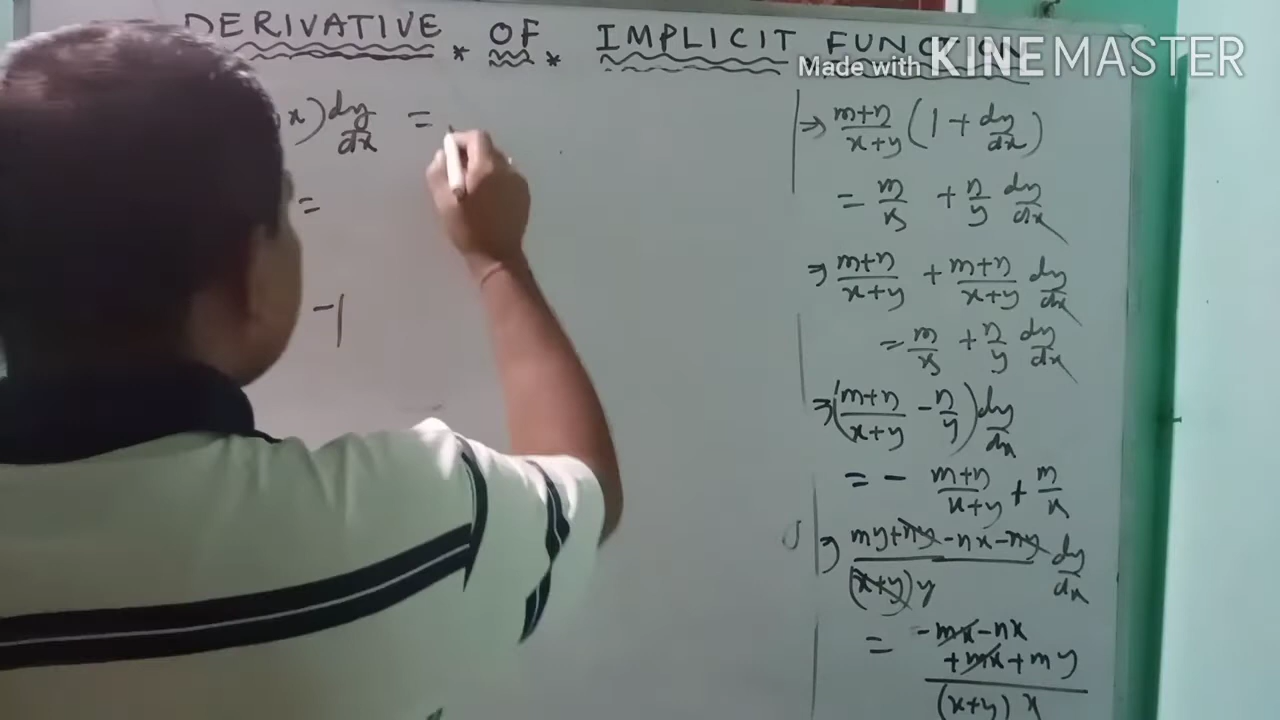 DERIVATIVE * OF * IMPLICIT FUNCTION
Made with KINEMASTER
x) dy/dx =
=
-1
⇒ (m+n)/(x+y) (1 + dy/dx)
= m/x + n/y dy/dx
⇒ (m+n)/(x+y) + (m+n)/(x+y) dy/dx
= m/x + n/y dy/dx
⇒ ((m+n)/(x+y) - n/y) dy/dx
= - (m+n)/(x+y) + m/x
⇒ (my+ny-nx-ny)/((x+y)y) dy/dx
= (-mx-nx+mx+my)/((x+y)x)